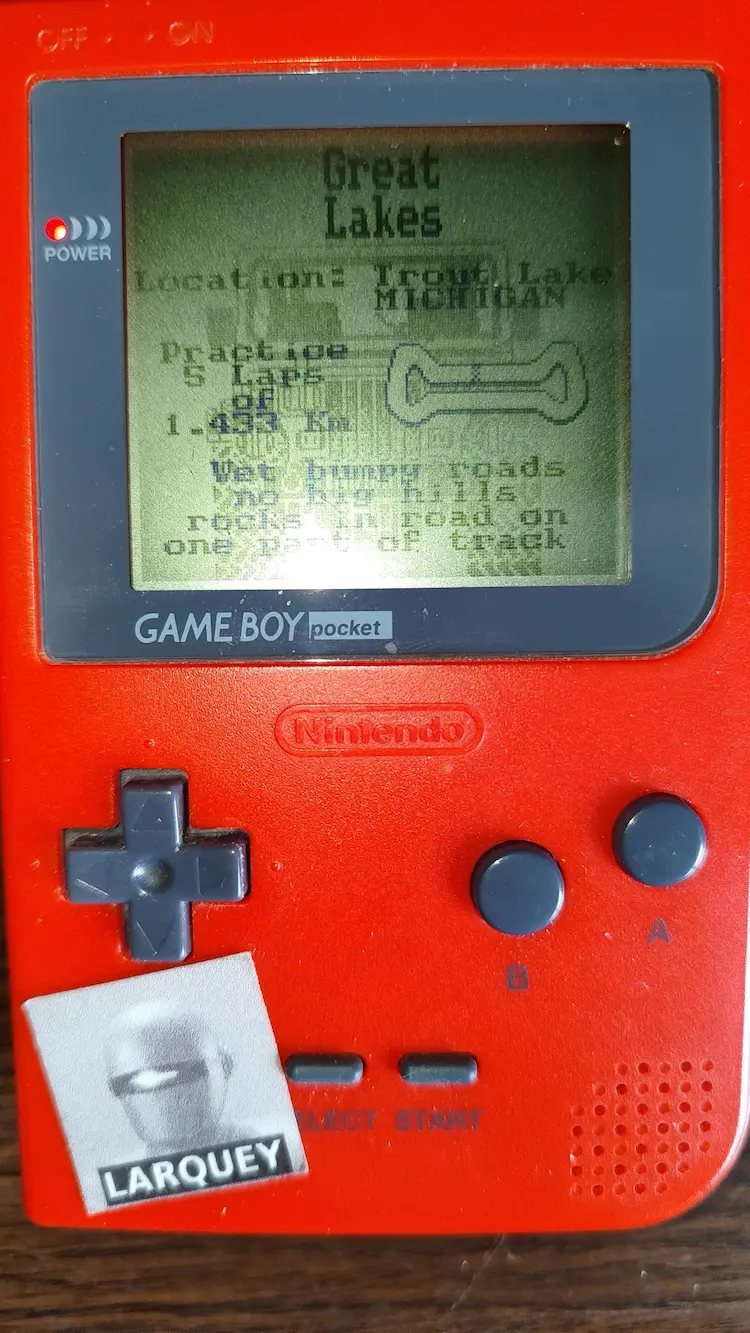 OFF ON
Great
Lakes
Location: Trout Lake
MICHIGAN
Practice
5 Laps
of
1.433 Km
Wet bumpy roads
no big hills
rocks in road on
one part of track
POWER
GAME BOY pocket
Nintendo
A
B
SELECT START
LARQUEY